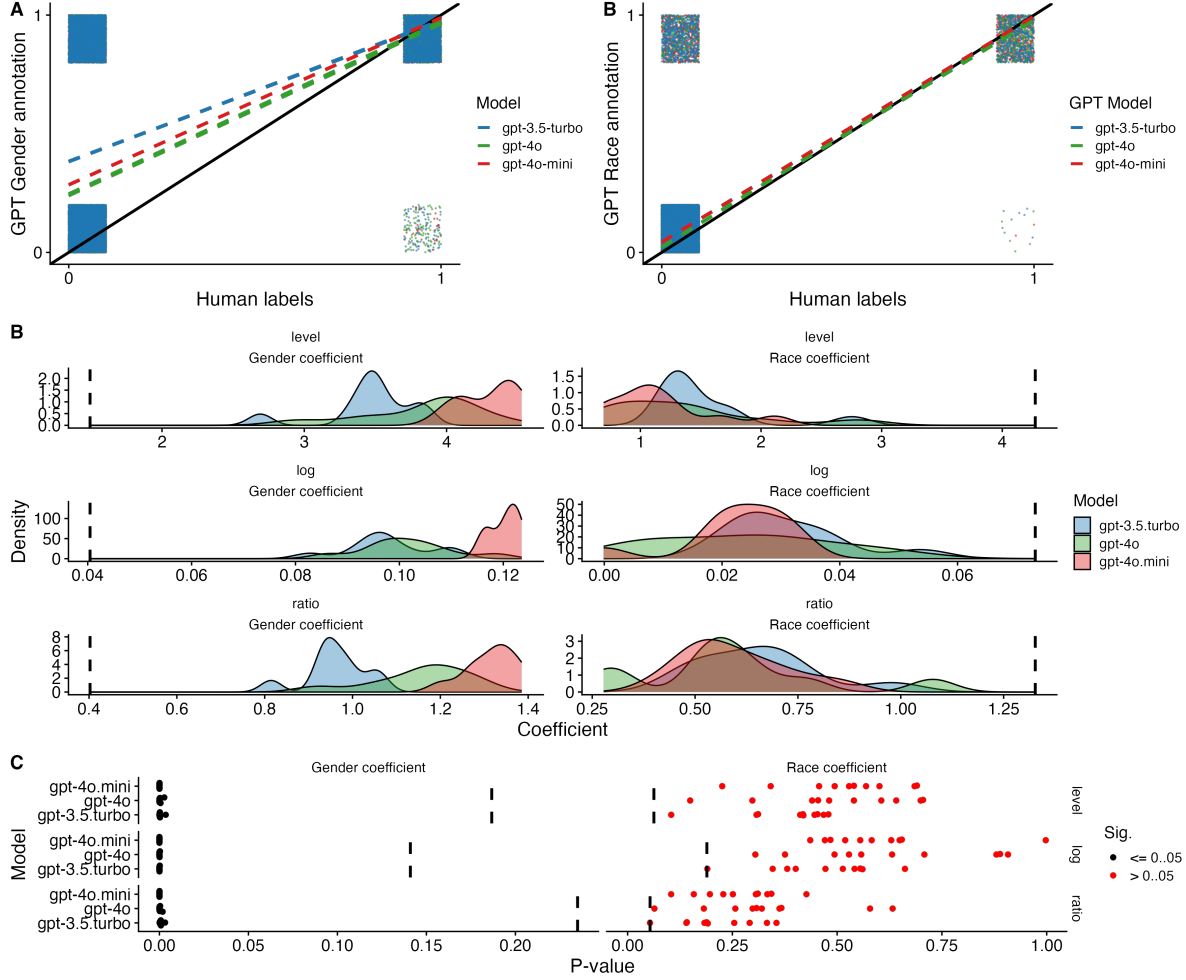 A
B
GPT Gender annotation
1
0
0
1
Human labels
Model
gpt-3.5-turbo
gpt-4o
gpt-4o-mini
GPT Race annotation
1
0
0
1
Human labels
GPT Model
gpt-3.5-turbo
gpt-4o
gpt-4o-mini
B
level
Gender coefficient
2.0
1.5
1.0
0.5
0.0
2 3 4
level
Race coefficient
1.5
1.0
0.5
0.0
1 2 3 4
Density
log
Gender coefficient
100
50
0
0.04 0.06 0.08 0.10 0.12
log
Race coefficient
50
40
30
20
10
0
0.00 0.02 0.04 0.06
Model
gpt-3.5.turbo
gpt-4o
gpt-4o.mini
ratio
Gender coefficient
8
6
4
2
0
0.4 0.6 0.8 1.0 1.2 1.4
ratio
Race coefficient
3
2
1
0
0.25 0.50 0.75 1.00 1.25
Coefficient
C
Gender coefficient
Race coefficient
Model
gpt-4o.mini
gpt-4o
gpt-3.5.turbo
level
gpt-4o.mini
gpt-4o
gpt-3.5.turbo
log
gpt-4o.mini
gpt-4o
gpt-3.5.turbo
ratio
0.00 0.05 0.10 0.15 0.20
0.00 0.25 0.50 0.75 1.00
P-value
Sig.
<= 0..05
> 0..05